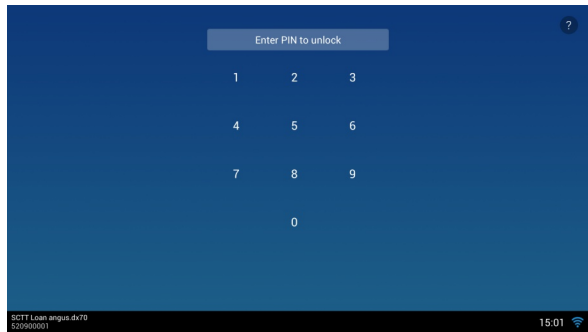 ?
Enter PIN to unlock
1 2 3
4 5 6
7 8 9
0
SCTT Loan angus.dx70
520900001
15:01